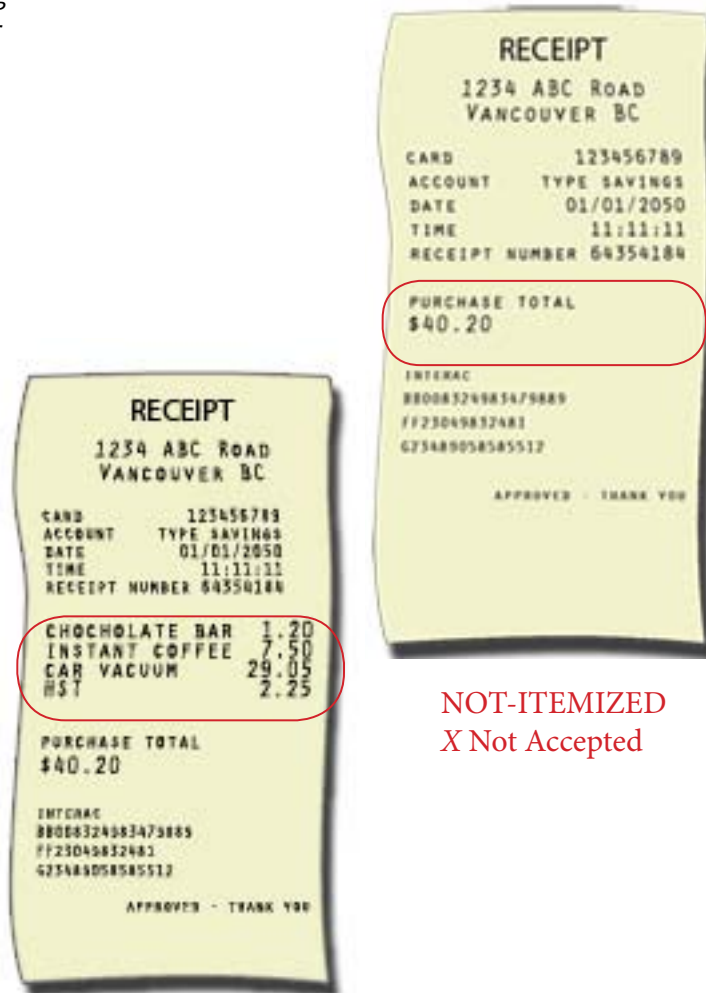 RECEIPT
1234 ABC ROAD
VANCOUVER BC
CARD 123456789
ACCOUNT TYPE SAVINGS
DATE 01/01/2050
TIME 11:11:11
RECEIPT NUMBER 64354184
CHOCHOLATE BAR 1.20
INSTANT COFFEE 7.50
CAR VACUUM 29.05
HST 2.25
PURCHASE TOTAL
$40.20
INTERAC
FF23049832481
G23489058585512
APPROVED - THANK YOU
RECEIPT
1234 ABC ROAD
VANCOUVER BC
CARD 123456789
ACCOUNT TYPE SAVINGS
DATE 01/01/2050
TIME 11:11:11
RECEIPT NUMBER 64354184
PURCHASE TOTAL
$40.20
INTERAC
FF23049832481
G23489058585512
APPROVED - THANK YOU
NOT-ITEMIZED
X Not Accepted